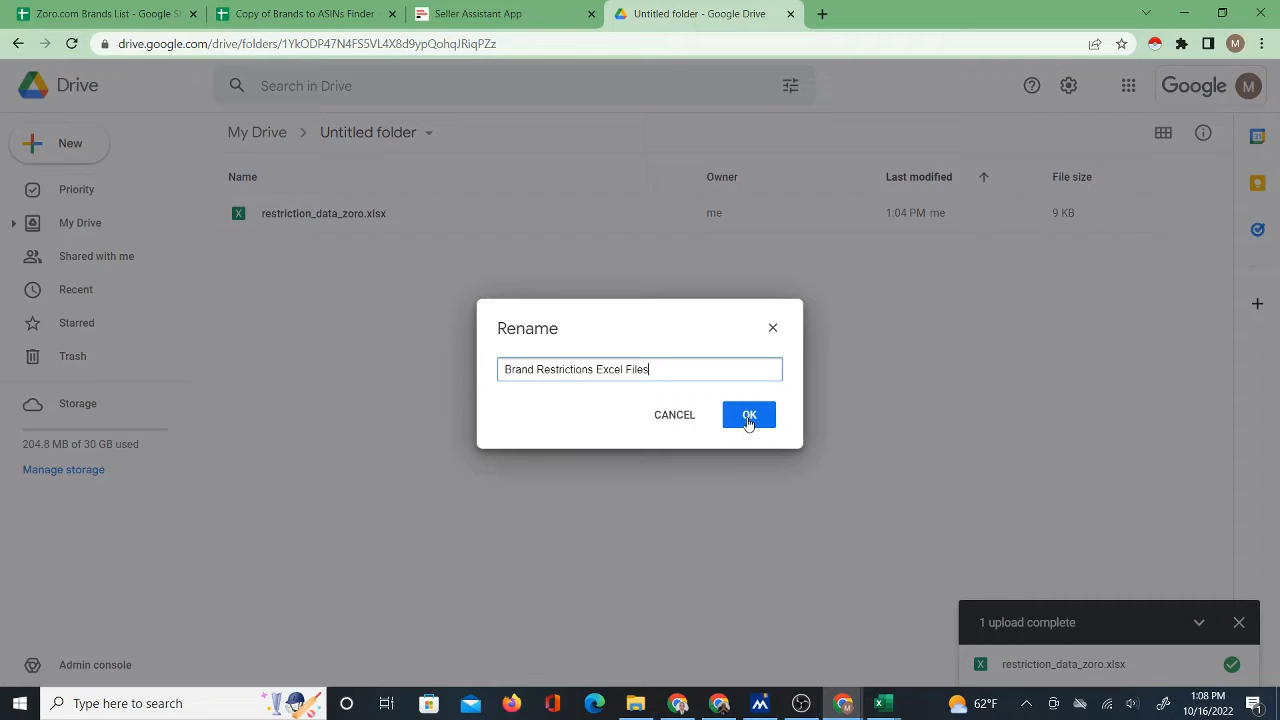 Zoro.com Brands List - Google S
Copy of Brands to ASINs Finder -
Seller Assistant App
Untitled folder - Google Drive
drive.google.com/drive/folders/1YkODP47N4FS5VL4X8d9ypQohqJRiqPZz
Drive
Search in Drive
Google
M
New
My Drive
Untitled folder
Name
Owner
Last modified
File size
restriction_data_zoro.xlsx
me
1:04 PM me
9 KB
Priority
My Drive
Shared with me
Recent
Starred
Trash
Storage
204.8 MB of 30 GB used
Manage storage
Admin console
Rename
Brand Restrictions Excel Files
CANCEL
OK
1 upload complete
restriction_data_zoro.xlsx
Type here to search
62°F
1:08 PM
10/16/2022